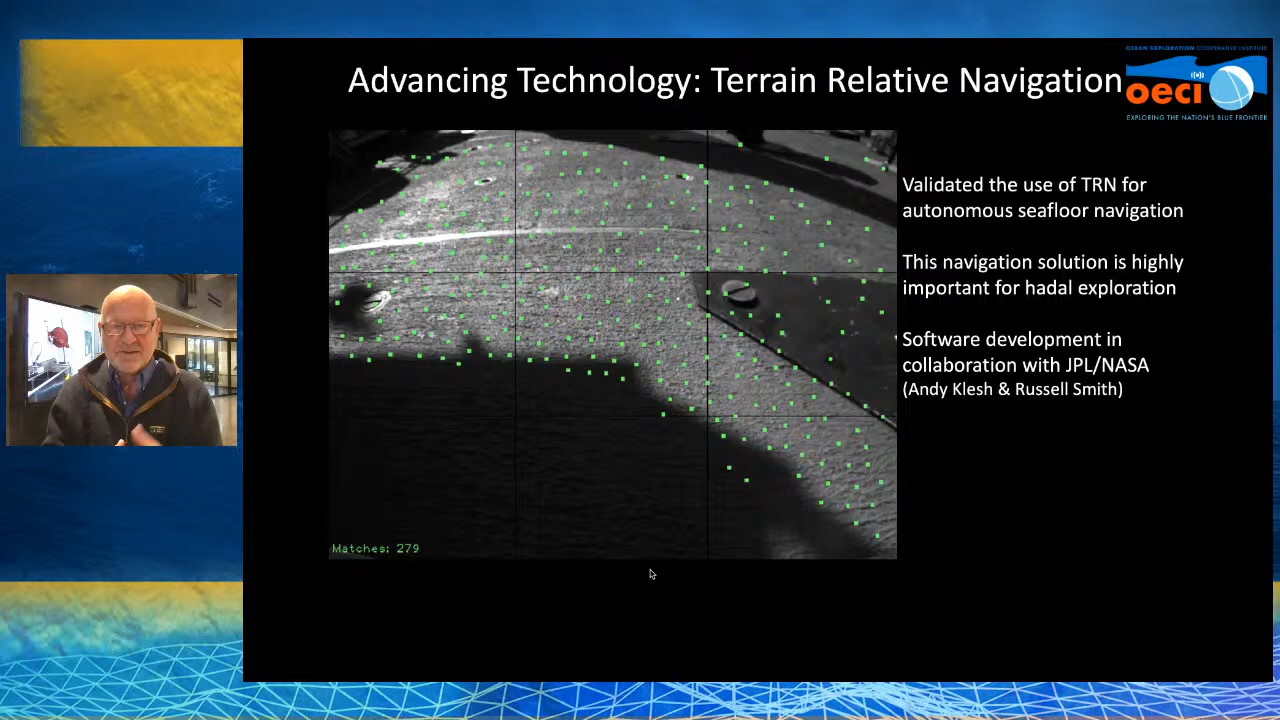 Advancing Technology: Terrain Relative Navigation
OCEAN EXPLORATION COOPERATIVE INSTITUTE
oeci
EXPLORING THE NATION'S BLUE FRONTIER
Validated the use of TRN for
autonomous seafloor navigation
This navigation solution is highly
important for hadal exploration
Software development in
collaboration with JPL/NASA
(Andy Klesh & Russell Smith)
Matches: 279